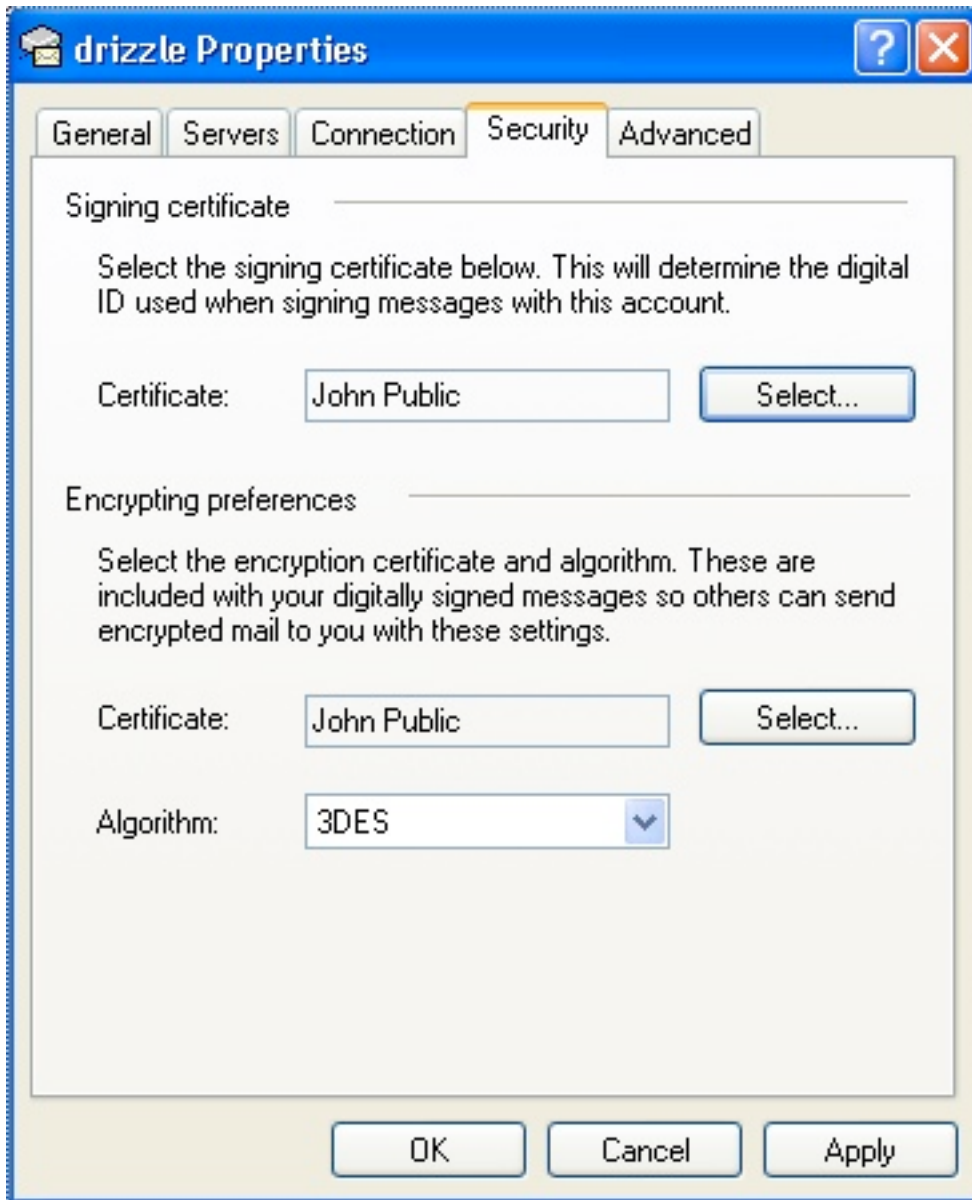 drizzle Properties
General Servers Connection Security Advanced
Signing certificate
Select the signing certificate below. This will determine the digital
ID used when signing messages with this account.
Certificate: John Public Select...
Encrypting preferences
Select the encryption certificate and algorithm. These are
included with your digitally signed messages so others can send
encrypted mail to you with these settings.
Certificate: John Public Select...
Algorithm: 3DES
OK Cancel Apply